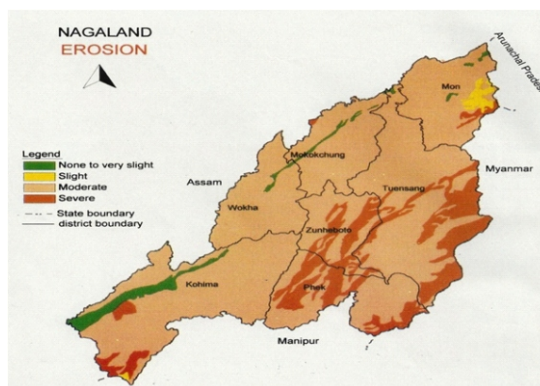 NAGALAND
EROSION
Arunachal Prades
Mon
Legend
None to very slight
Slight
Moderate
Severe
State boundary
district boundary
Assam
Mokokchung
Myanmar
Tuensang
Wokha
Zunheboto
Kohima
Phek
Manipur